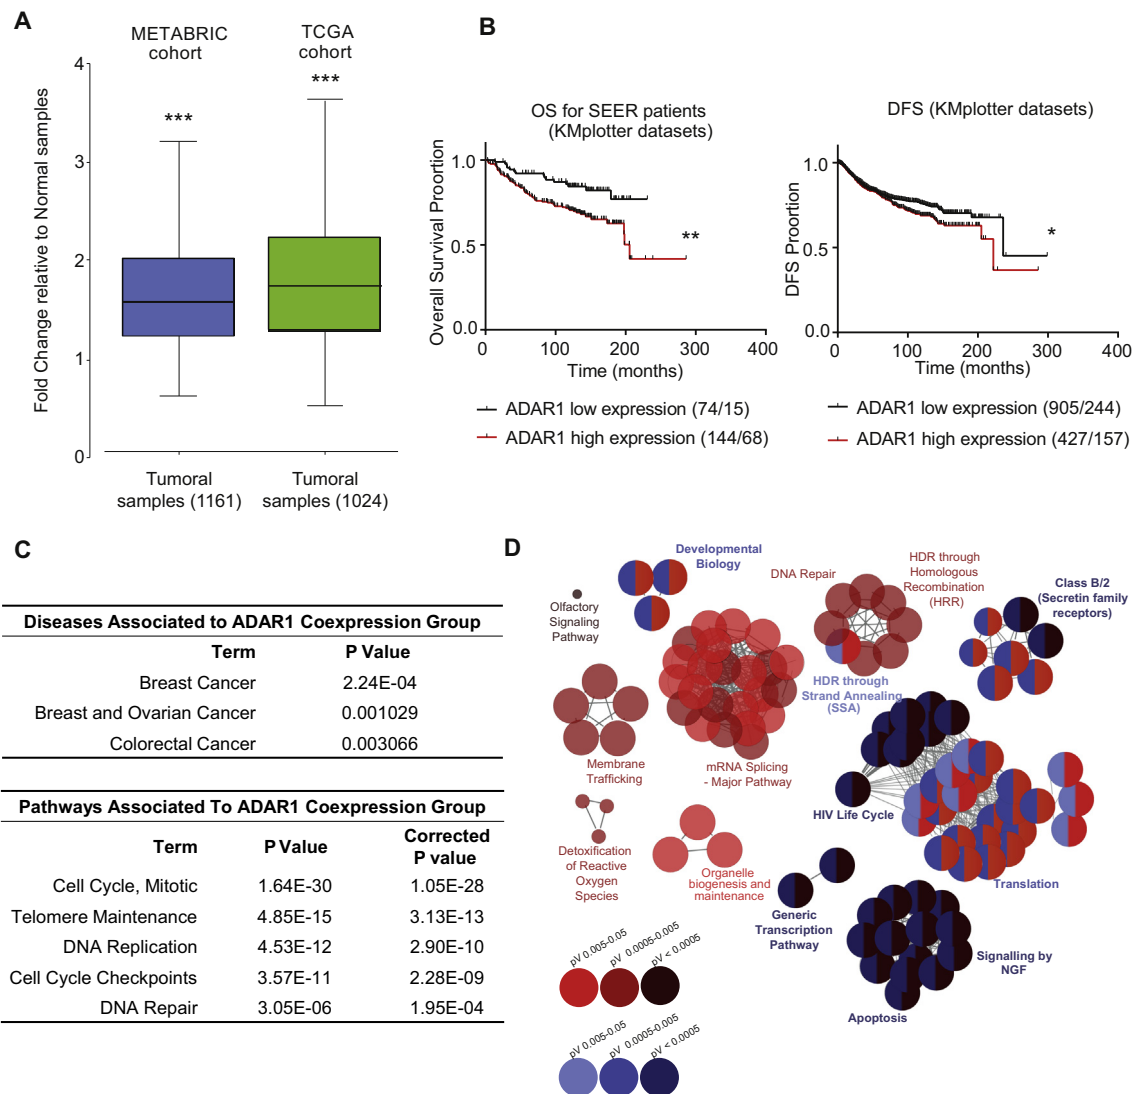 A
METABRIC
cohort
TCGA
cohort
***
***
4
3
2
1
0
Fold Change relative to Normal samples
Tumoral
samples (1161)
Tumoral
samples (1024)
B
OS for SEER patients
(KMplotter datasets)
Overall Survival Proortion
1.0
0.5
0.0
**
0 100 200 300 400
Time (months)
ADAR1 low expression (74/15)
ADAR1 high expression (144/68)
DFS (KMplotter datasets)
DFS Proortion
1.0
0.5
0.0
*
0 100 200 300 400
Time (months)
ADAR1 low expression (905/244)
ADAR1 high expression (427/157)
C
Diseases Associated to ADAR1 Coexpression Group
Term P Value
Breast Cancer 2.24E-04
Breast and Ovarian Cancer 0.001029
Colorectal Cancer 0.003066
Pathways Associated To ADAR1 Coexpression Group
Term P Value Corrected
P value
Cell Cycle, Mitotic 1.64E-30 1.05E-28
Telomere Maintenance 4.85E-15 3.13E-13
DNA Replication 4.53E-12 2.90E-10
Cell Cycle Checkpoints 3.57E-11 2.28E-09
DNA Repair 3.05E-06 1.95E-04
D
Developmental
Biology
Olfactory
Signaling
Pathway
DNA Repair
HDR through
Homologous
Recombination
(HRR)
Class B/2
(Secretin family
receptors)
HDR through
Strand Annealing
(SSA)
Membrane
Trafficking
mRNA Splicing
- Major Pathway
HIV Life Cycle
Detoxification
of Reactive
Oxygen
Species
Organelle
biogenesis and
maintenance
Translation
Generic
Transcription
Pathway
Signalling by
NGF
Apoptosis
pV 0.005-0.05
pV 0.0005-0.005
pV < 0.0005
pV 0.005-0.05
pV 0.0005-0.005
pV < 0.0005